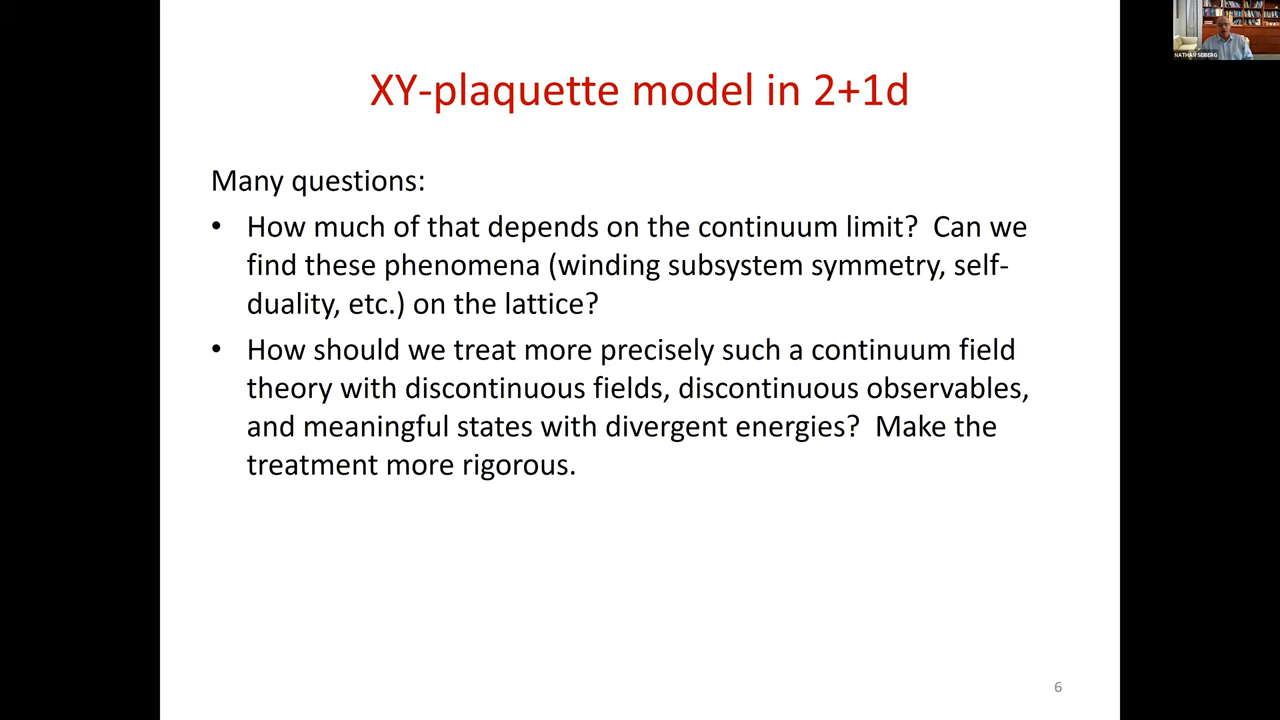 XY-plaquette model in 2+1d
Many questions:
• How much of that depends on the continuum limit? Can we
find these phenomena (winding subsystem symmetry, self-
duality, etc.) on the lattice?
• How should we treat more precisely such a continuum field
theory with discontinuous fields, discontinuous observables,
and meaningful states with divergent energies? Make the
treatment more rigorous.
6
NATHAN SEIBERG